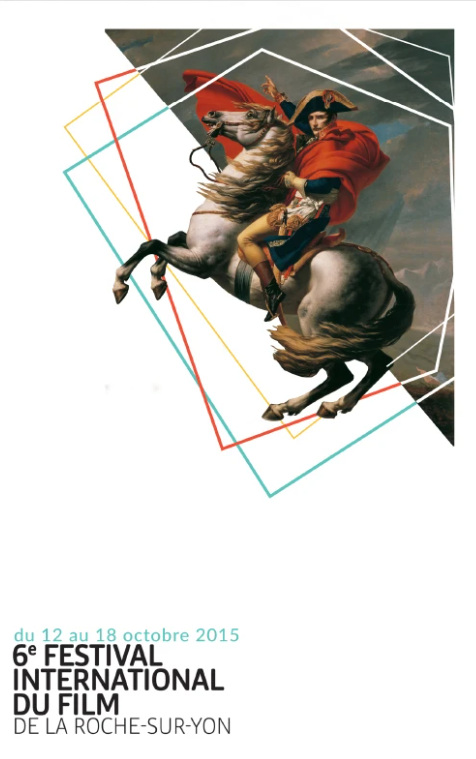 du 12 au 18 octobre 2015
6e FESTIVAL
INTERNATIONAL
DU FILM
DE LA ROCHE-SUR-YON